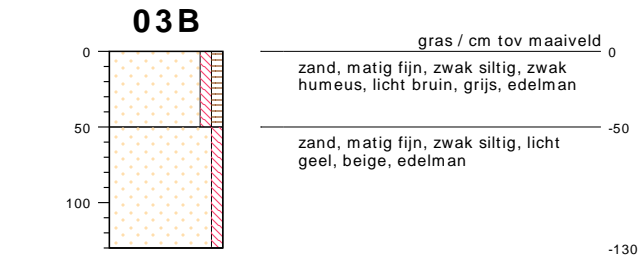 03B
gras / cm tov maaiveld
0
0
zand, matig fijn, zwak siltig, zwak
humeus, licht bruin, grijs, edelman
50
-50
zand, matig fijn, zwak siltig, licht
geel, beige, edelman
100
-130